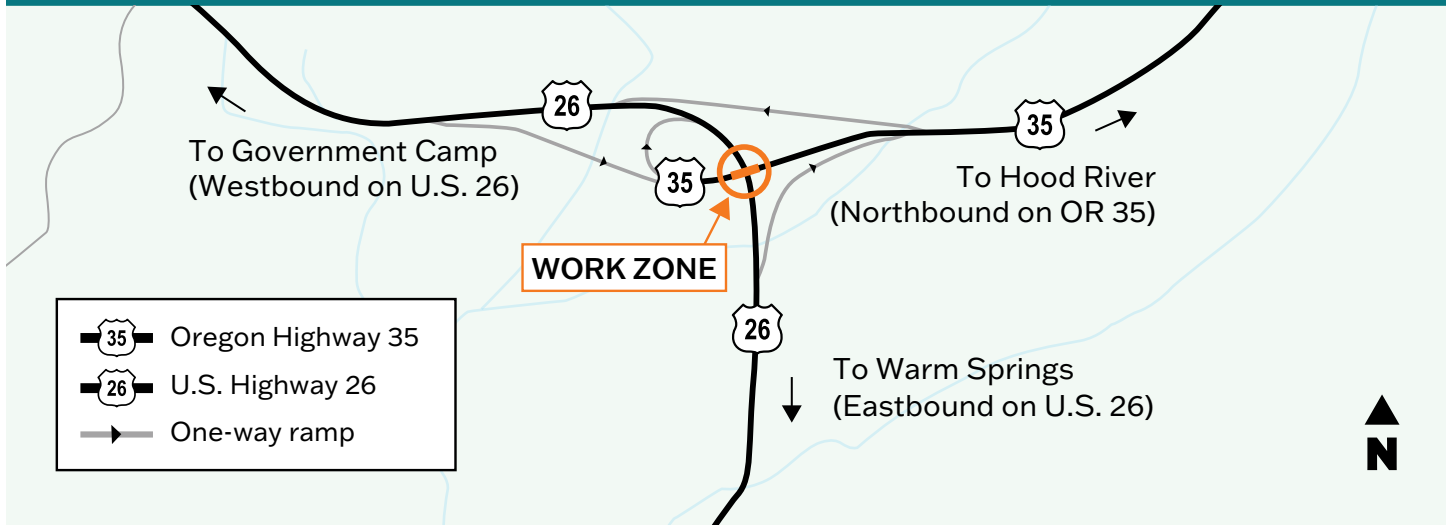 26
35
To Government Camp
(Westbound on U.S. 26)
35
To Hood River
(Northbound on OR 35)
WORK ZONE
26
35 Oregon Highway 35
26 U.S. Highway 26
One-way ramp
To Warm Springs
(Eastbound on U.S. 26)
N